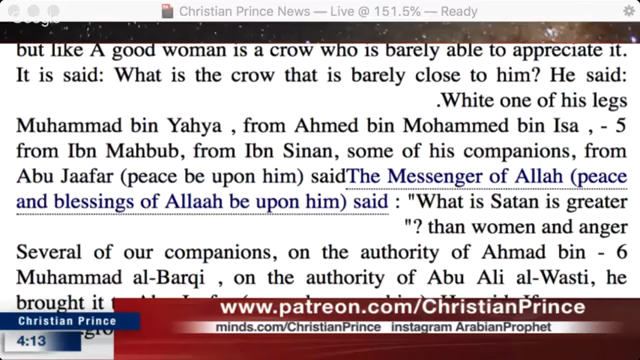 Christian Prince News — Live @ 151.5% — Ready
but like A good woman is a crow who is barely able to appreciate it.
It is said: What is the crow that is barely close to him? He said:
.White one of his legs
Muhammad bin Yahya , from Ahmed bin Mohammed bin Isa , - 5
from Ibn Mahbub, from Ibn Sinan, some of his companions, from
Abu Jaafar (peace be upon him) saidThe Messenger of Allah (peace
and blessings of Allaah be upon him) said : "What is Satan is greater
"? than women and anger
Several of our companions, on the authority of Ahmad bin - 6
Muhammad al-Barqi , on the authority of Abu Ali al-Wasti, he
brought it
www.patreon.com/ChristianPrince
Christian Prince
minds.com/ChristianPrince instagram ArabianProphet
4:13